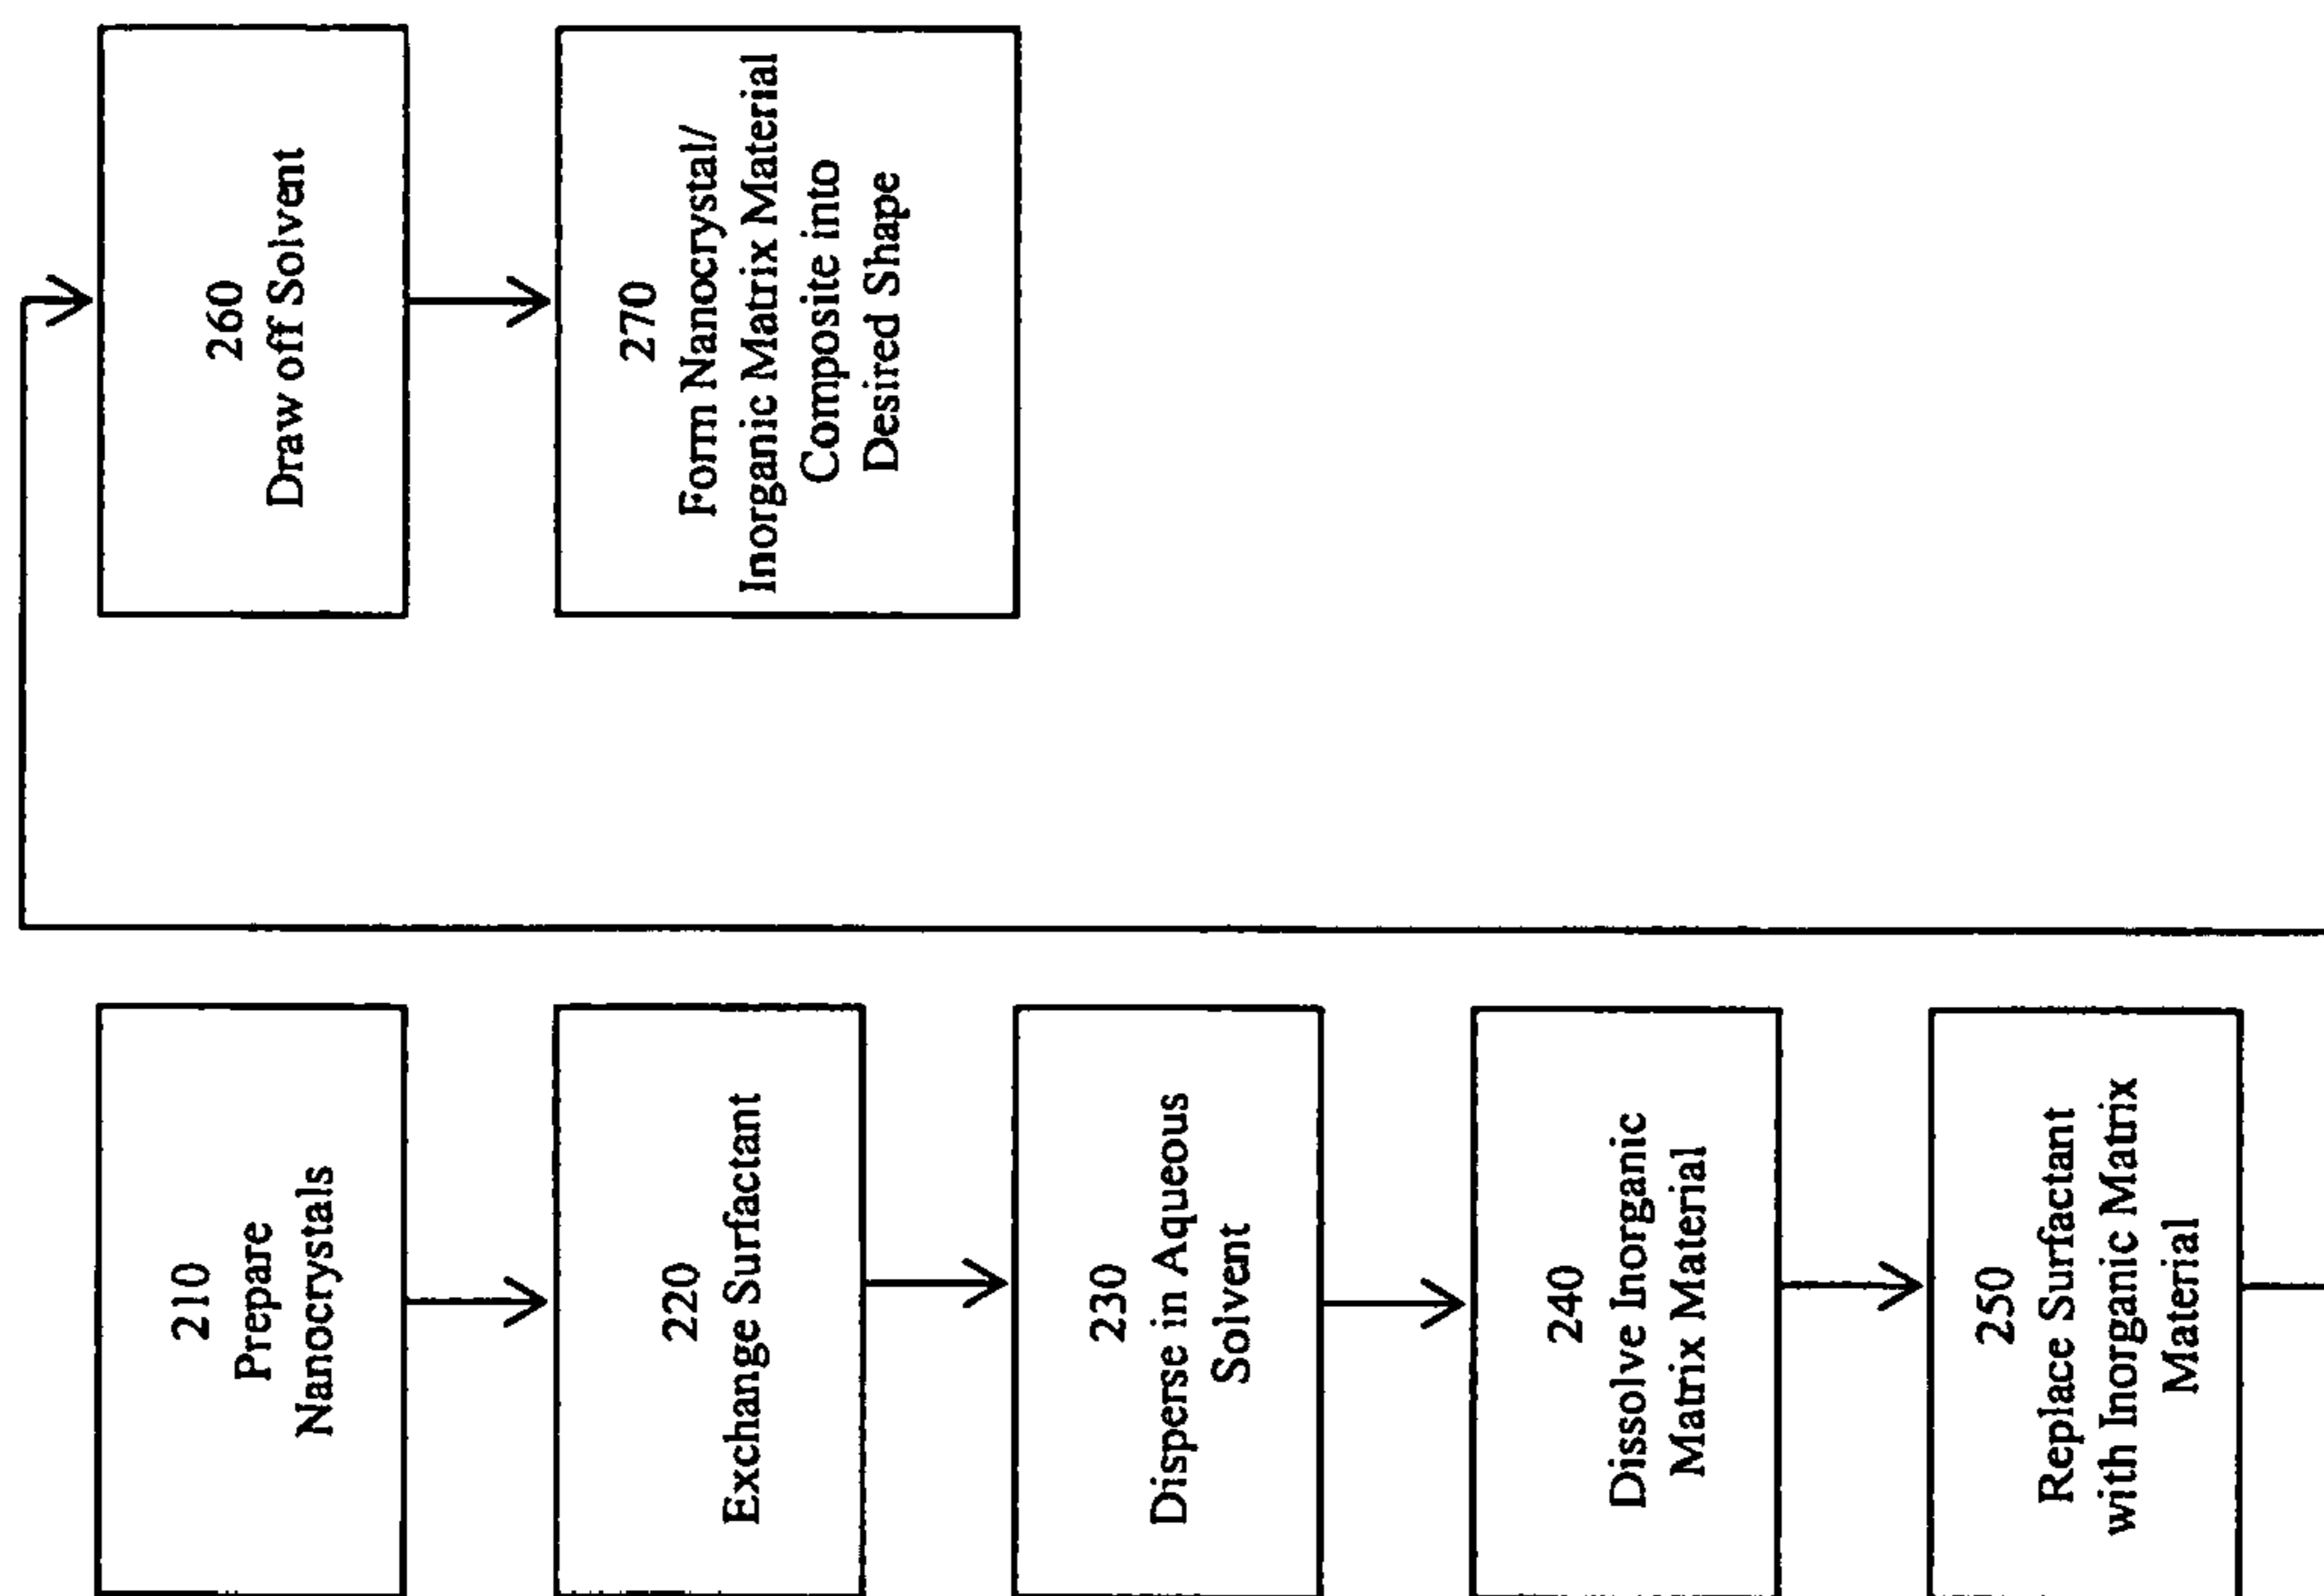 210
Prepare
Nanocrystals
220
Exchange Surfactant
230
Disperse in Aqueous
Solvent
240
Dissolve Inorganic
Matrix Material
250
Replace Surfactant
with Inorganic Matrix
Material
260
Draw off Solvent
270
Form Nanocrystal/
Inorganic Matrix Material
Composite into
Desired Shape